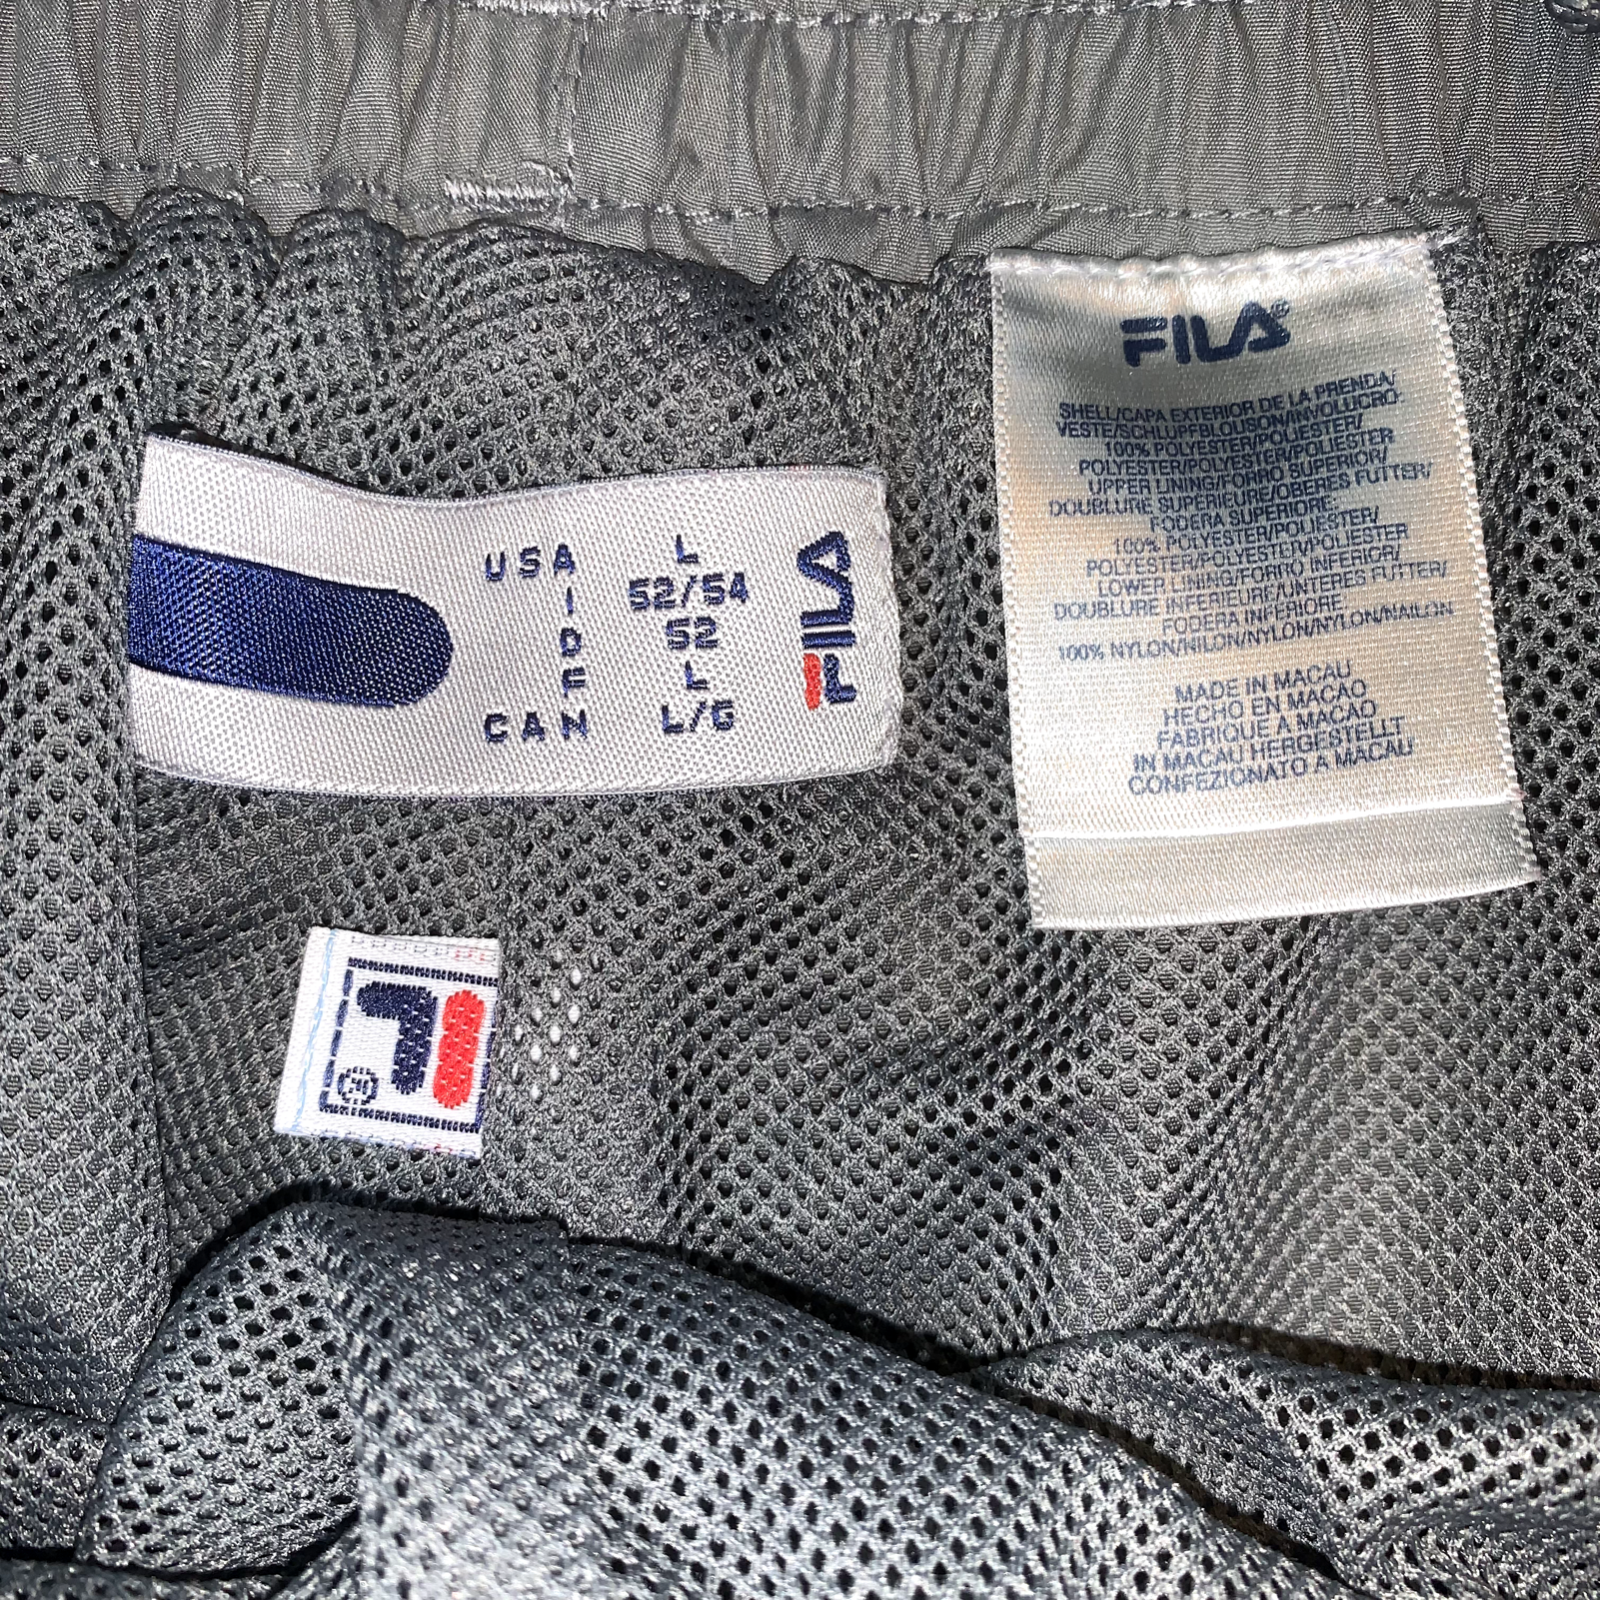 FILA®
SHELL/CAPA EXTERIOR DE LA PRENDA/
VESTE/SCHLUPFBLOUSON/INVOLUCRO:
100% POLYESTER/POLIESTER/
POLYESTER/POLYESTER/POLIESTER
UPPER LINING/FORRO SUPERIOR/
DOUBLURE SUPERIEURE/OBERES FUTTER/
FODERA SUPERIORE:
100% POLYESTER/POLIESTER/
POLYESTER/POLYESTER/POLIESTER
LOWER LINING/FORRO INFERIOR/
DOUBLURE INFERIEURE/UNTERES FUTTER/
FODERA INFERIORE
100% NYLON/NILON/NYLON/NYLON/NAILON
MADE IN MACAU
HECHO EN MACAO
FABRIQUE A MACAO
IN MACAU HERGESTELLT
CONFEZIONATO A MACAU
USA L
I 52/54
D 52
F L
CAN L/G
FILA
F